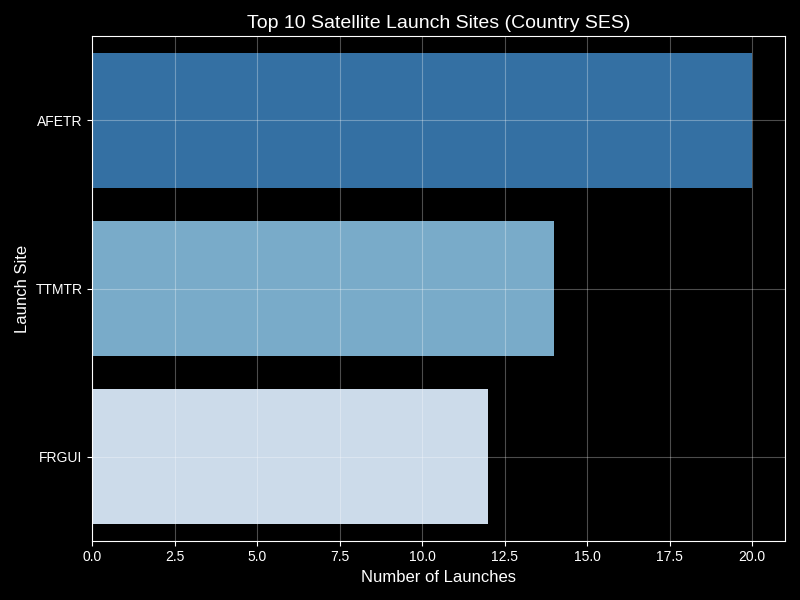 Top 10 Satellite Launch Sites (Country SES)
Launch Site
AFETR
TTMTR
FRGUI
0.0 2.5 5.0 7.5 10.0 12.5 15.0 17.5 20.0
Number of Launches